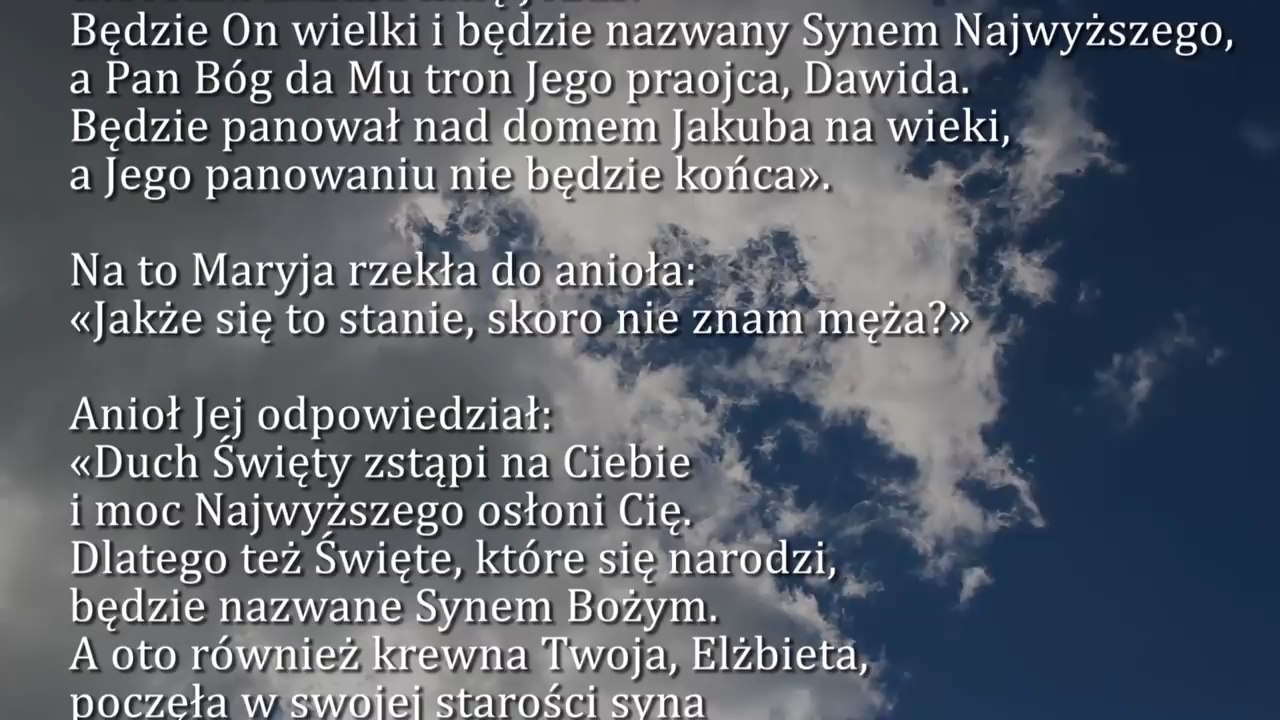 Będzie On wielki i będzie nazwany Synem Najwyższego,
a Pan Bóg da Mu tron Jego praojca, Dawida.
Będzie panował nad domem Jakuba na wieki,
a Jego panowaniu nie będzie końca».
Na to Maryja rzekła do anioła:
«Jakże się to stanie, skoro nie znam męża?»
Anioł Jej odpowiedział:
«Duch Święty zstąpi na Ciebie
i moc Najwyższego osłoni Cię.
Dlatego też Święte, które się narodzi,
będzie nazwane Synem Bożym.
A oto również krewna Twoja, Elżbieta,
poczęła w swojej starości syna